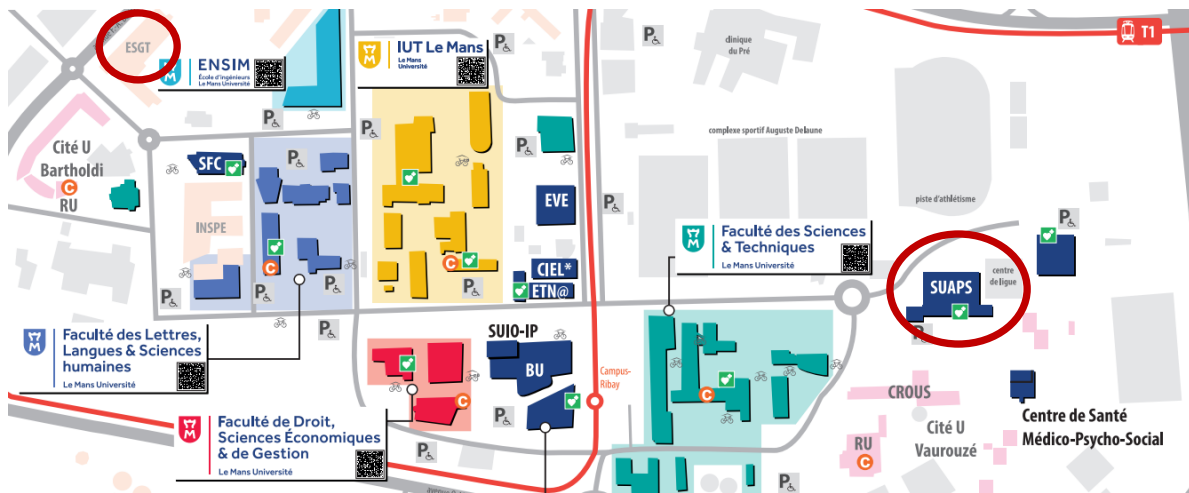 ESGT
ENSIM
École d'ingénieurs
Le Mans Université
IUT Le Mans
Le Mans
Université
P
P
P
clinique
du Pré
T1
Cité U
Bartholdi
C
RU
P
SFC
P
P
INSPE
C
P
P
C
P
EVE
CIEL*
ETN@
P
complexe sportif Auguste Delaune
P
piste d'athlétisme
Faculté des Sciences
& Techniques
Le Mans Université
P
SUAPS
centre
de ligue
P
Faculté des Lettres,
Langues & Sciences
humaines
Le Mans Université
P
SUIO-IP
BU
C
Campus-
Ribay
C
P
Faculté de Droit,
Sciences Économiques
& de Gestion
Le Mans Université
P
P
CROUS
Cité U
Vaurouzé
RU
C
Centre de Santé
Médico-Psycho-Social
P